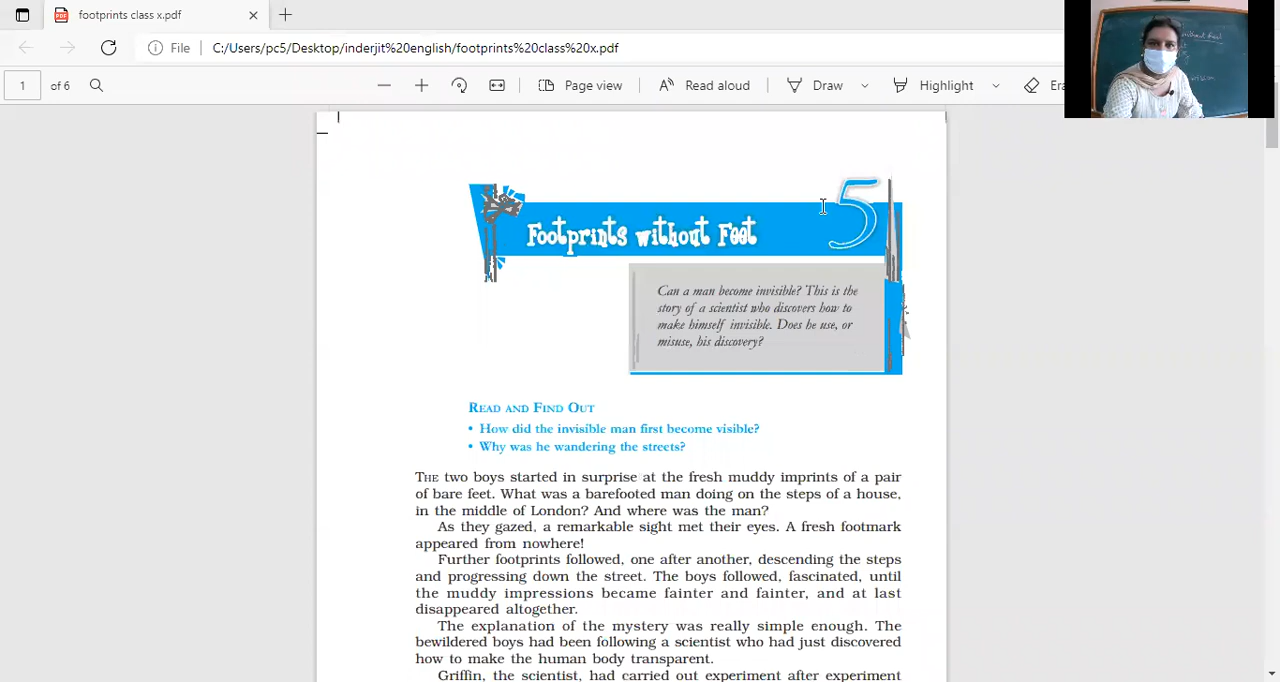 footprints class x.pdf
File
C:/Users/pc5/Desktop/inderjit%20english/footprints%20class%20x.pdf
1 of 6
Page view
Read aloud
Draw
Highlight
Era
Footprints without Feet
5
Can a man become invisible? This is the
story of a scientist who discovers how to
make himself invisible. Does he use, or
misuse, his discovery?
READ AND FIND OUT
• How did the invisible man first become visible?
• Why was he wandering the streets?
THE two boys started in surprise at the fresh muddy imprints of a pair
of bare feet. What was a barefooted man doing on the steps of a house,
in the middle of London? And where was the man?
As they gazed, a remarkable sight met their eyes. A fresh footmark
appeared from nowhere!
Further footprints followed, one after another, descending the steps
and progressing down the street. The boys followed, fascinated, until
the muddy impressions became fainter and fainter, and at last
disappeared altogether.
The explanation of the mystery was really simple enough. The
bewildered boys had been following a scientist who had just discovered
how to make the human body transparent.
Griffin, the scientist, had carried out experiment after experiment